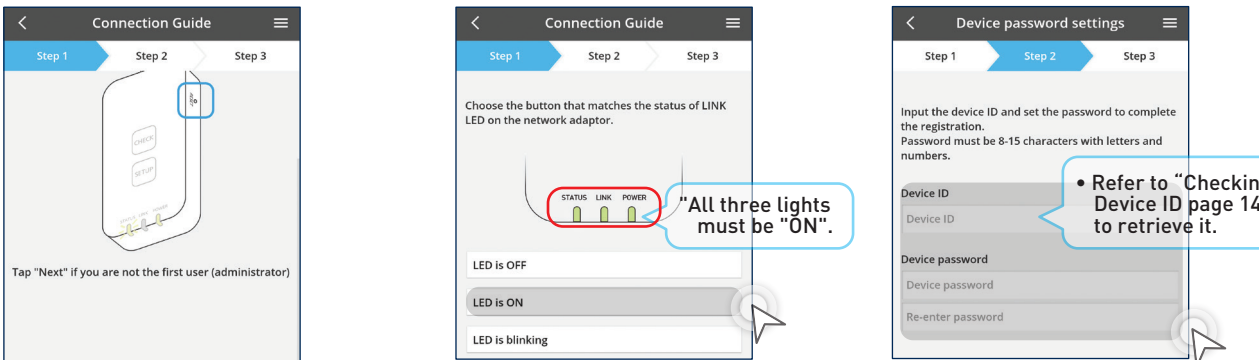 Connection Guide
Step 1
Step 2
Step 3
RESET
CHECK
SETUP
STATUS LINK POWER
Tap "Next" if you are not the first user (administrator)
Connection Guide
Step 1
Step 2
Step 3
Choose the button that matches the status of LINK
LED on the network adaptor.
STATUS LINK POWER
"All three lights
must be "ON".
LED is OFF
LED is ON
LED is blinking
Device password settings
Step 1
Step 2
Step 3
Input the device ID and set the password to complete
the registration.
Password must be 8-15 characters with letters and
numbers.
Device ID
Device ID
• Refer to “Checkin
Device ID page 14
to retrieve it.
Device password
Device password
Re-enter password